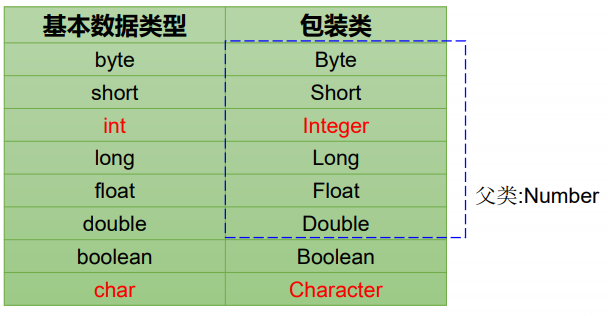 基本数据类型 包装类
byte Byte
short Short
int Integer
long Long
float Float
double Double
boolean Boolean
char Character
父类:Number